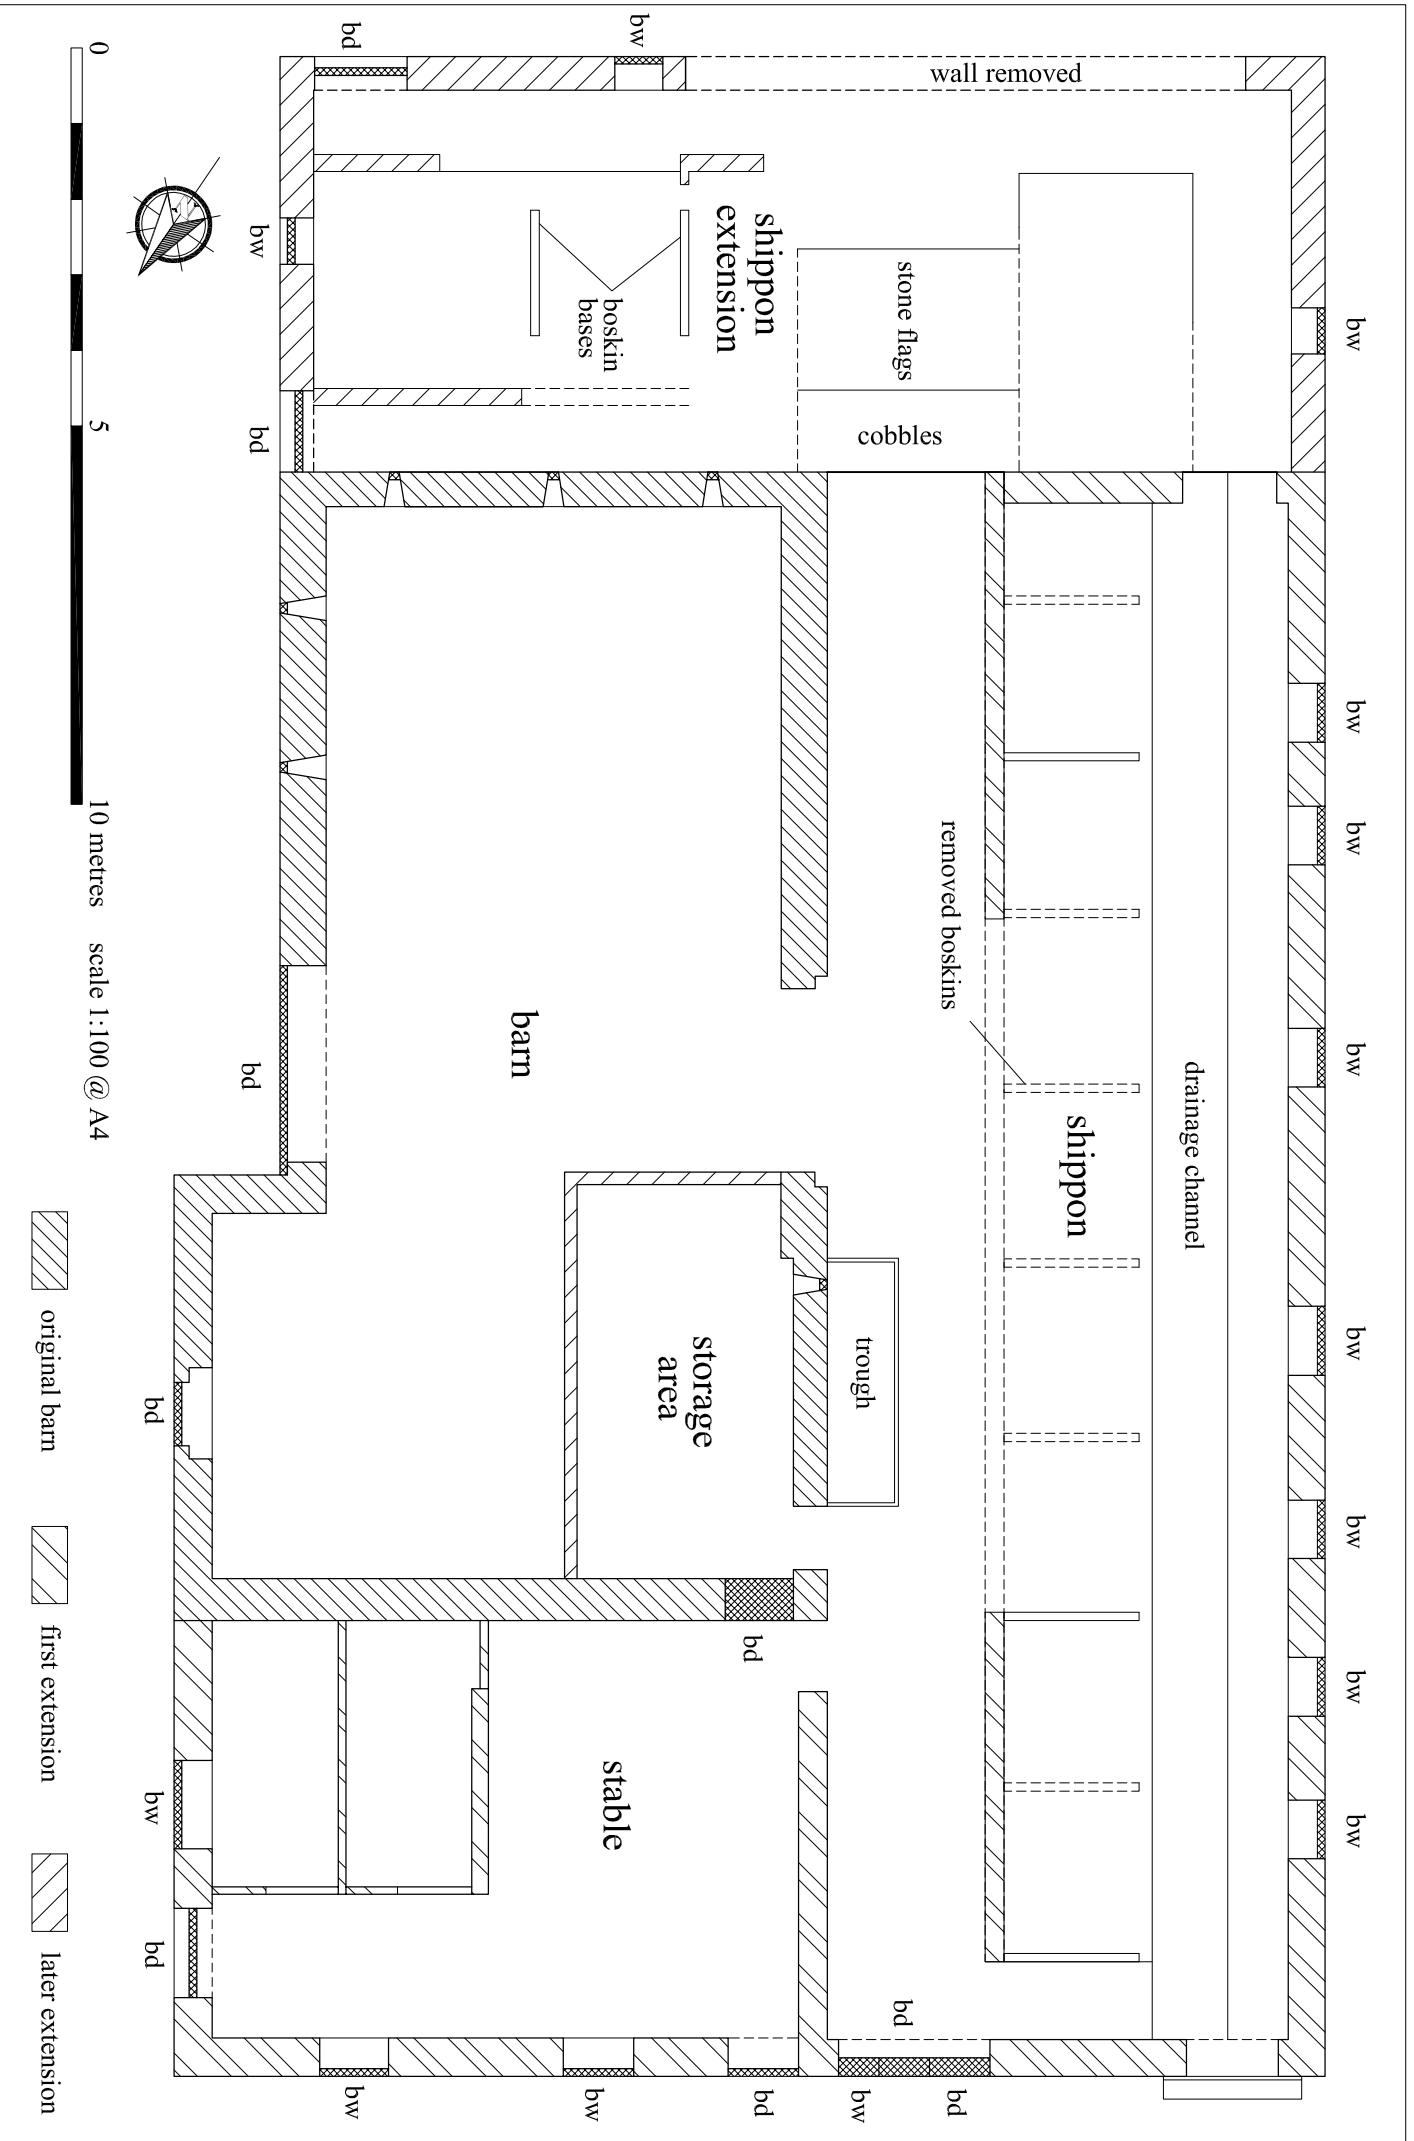 bw
bw
bw
bw
bw
bw
bw
bw
drainage channel
shippon
wall removed
removed boskins
bd
bd
stone flags
cobbles
trough
bw
shippon
extension
bd
bd
storage
area
bw
stable
boskin
bases
bw
barn
bd
bw
bw
bd
bd
bd
bw
bd
0 5 10 metres scale 1:100 @ A4
original barn
first extension
later extension